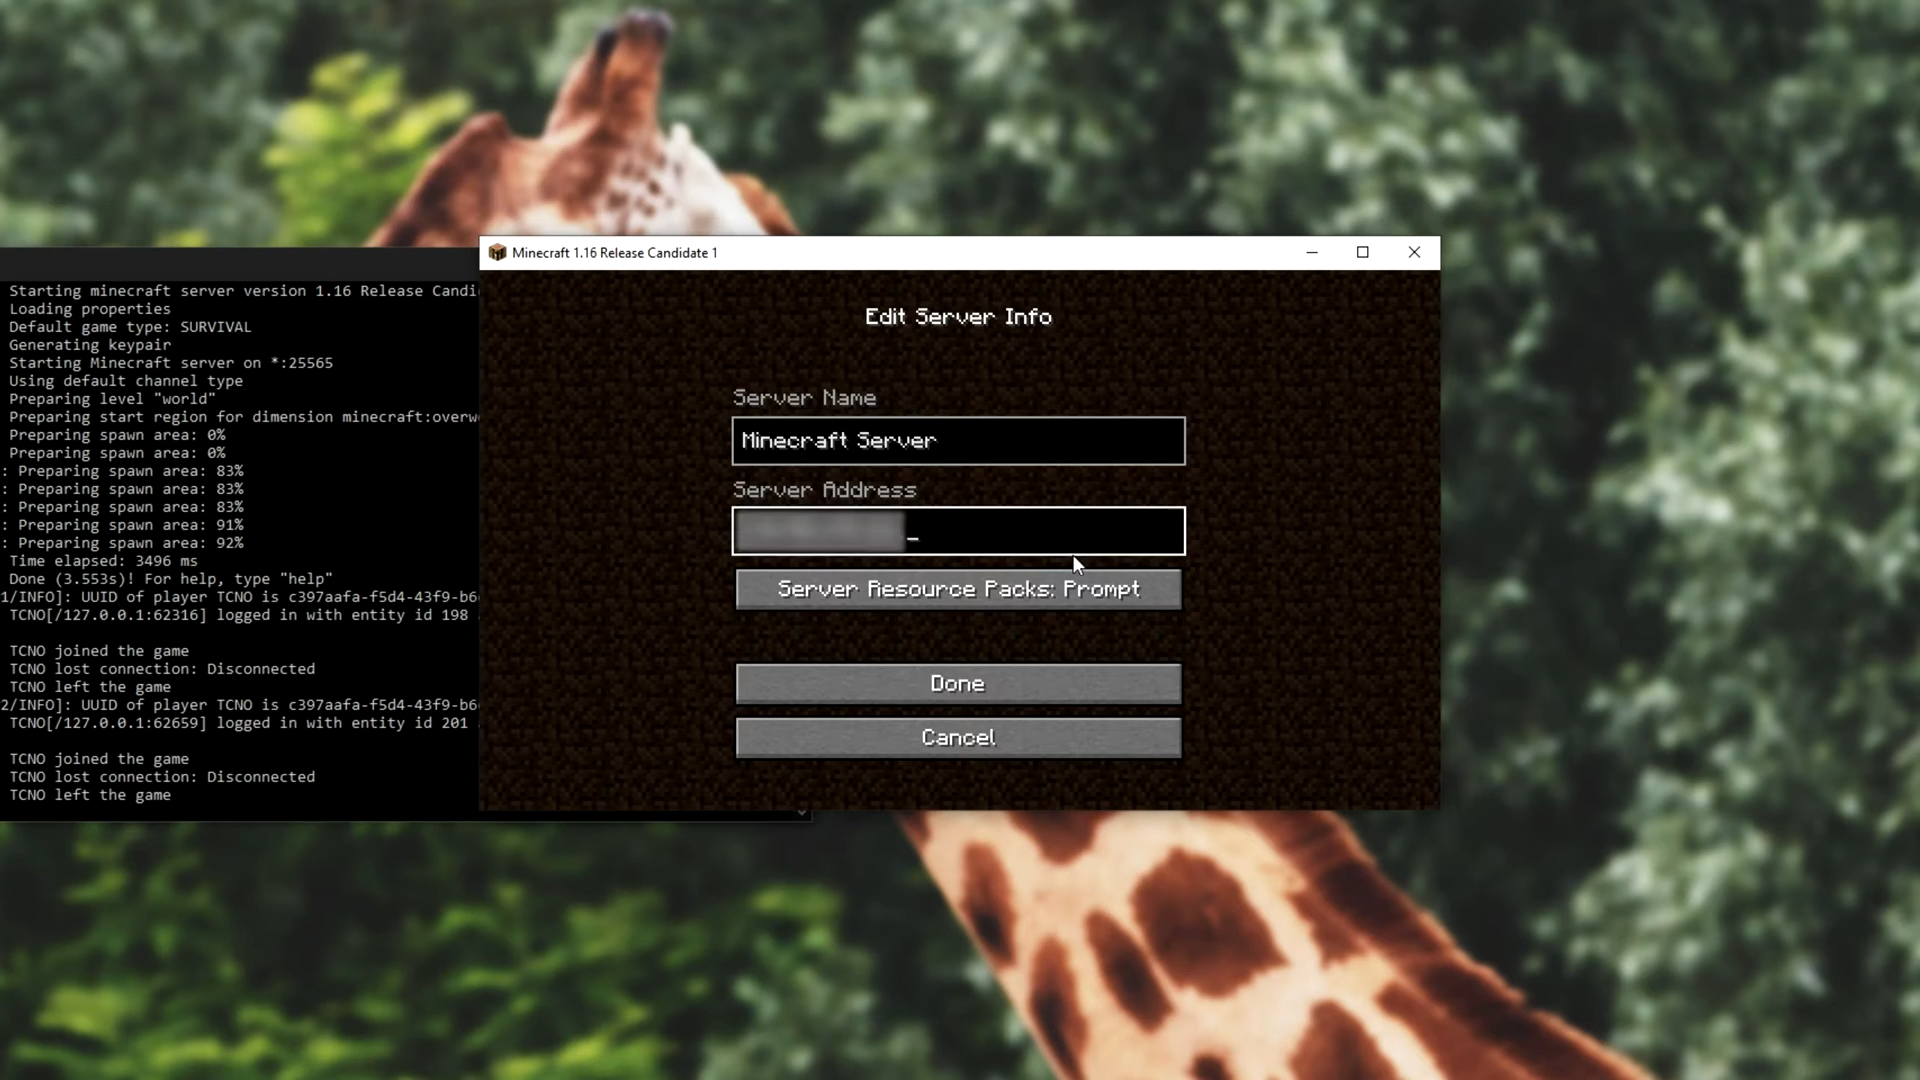 Starting minecraft server version 1.16 Release Candi
Loading properties
Default game type: SURVIVAL
Generating keypair
Starting Minecraft server on *:25565
Using default channel type
Preparing level "world"
Preparing start region for dimension minecraft:overw
Preparing spawn area: 0%
Preparing spawn area: 0%
: Preparing spawn area: 83%
: Preparing spawn area: 83%
: Preparing spawn area: 83%
: Preparing spawn area: 91%
: Preparing spawn area: 92%
Time elapsed: 3496 ms
Done (3.553s)! For help, type "help"
1/INFO]: UUID of player TCNO is c397aafa-f5d4-43f9-b6
TCNO[/127.0.0.1:62316] logged in with entity id 198
TCNO joined the game
TCNO lost connection: Disconnected
TCNO left the game
2/INFO]: UUID of player TCNO is c397aafa-f5d4-43f9-b6
TCNO[/127.0.0.1:62659] logged in with entity id 201
TCNO joined the game
TCNO lost connection: Disconnected
TCNO left the game
Minecraft 1.16 Release Candidate 1
Edit Server Info
Server Name
Minecraft Server
Server Address
_
Server Resource Packs: Prompt
Done
Cancel